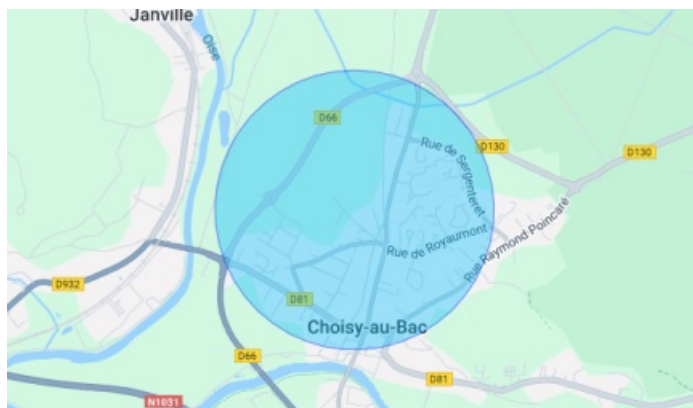 Janville
Oise
D66
D130
D130
Rue de Sergenteret
Rue de Royaumont
Rue Raymond Poincaré
D932
D81
Choisy-au-Bac
D66
D81
N1031